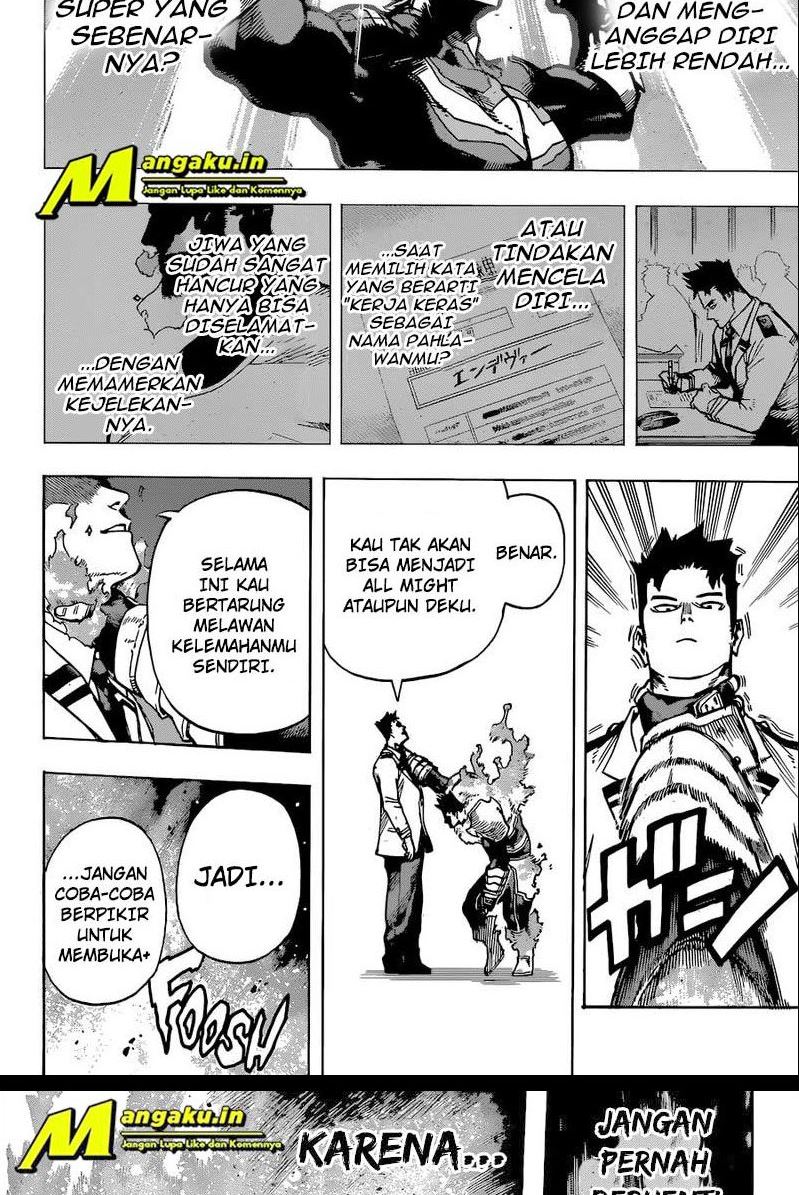 DAN MENG-
ANGGAP DIRI
LEBIH RENDAH...
SUPER YANG
SEBENAR-
NYA?
Mangaku.in
Jangan Lupa Like dan Komennya
ATAU
TINDAKAN
MENCELA
DIRI...
...SAAT
MEMILIH KATA
YANG BERARTI
"KERJA KERAS"
SEBAGAI
NAMA PAHLA-
WANMU?
エンデヴァー
JIWA YANG
SUDAH SANGAT
HANCUR YANG
HANYA BISA
DISELAMAT-
KAN...
...DENGAN
MEMAMERKAN
KEJELEKAN-
NYA.
ガシ
BENAR.
KAU TAK AKAN
BISA MENJADI
ALL MIGHT
ATAUPUN DEKU.
SELAMA
INI KAU
BERTARUNG
MELAWAN
KELEMAHANMU
SENDIRI.
JADI...
...JANGAN
COBA-COBA
BERPIKIR
UNTUK
MEMBUKA+
FOOSH
Mangaku.in
Jangan Lupa Like dan Komennya
JANGAN
PERNAH
KARENA...